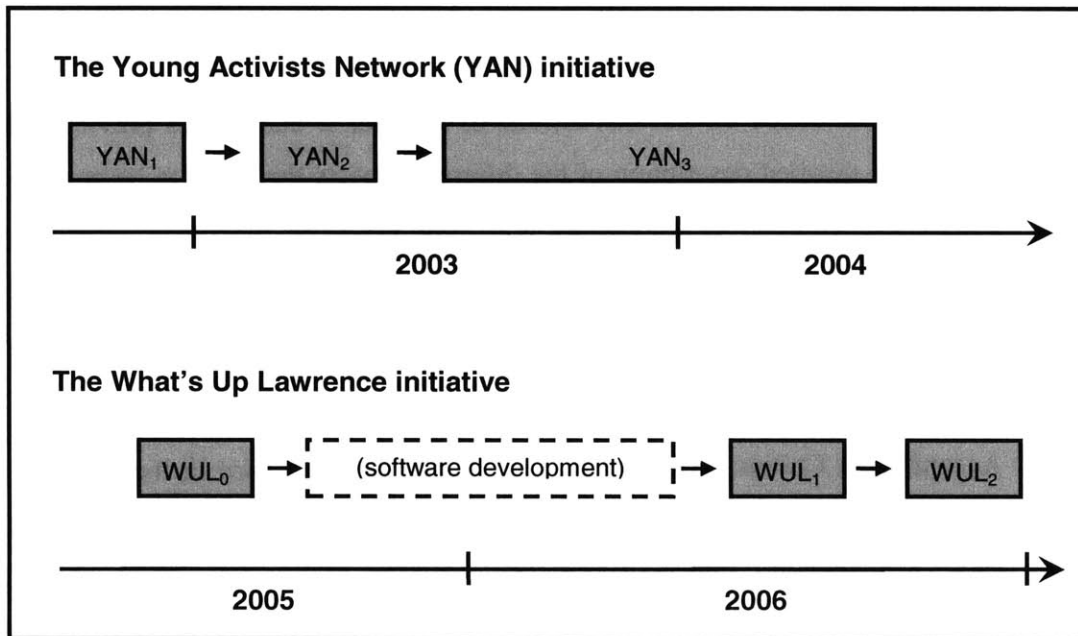 The Young Activists Network (YAN) initiative
YAN₁ YAN₂ YAN₃
2003 2004
The What's Up Lawrence initiative
WUL₀ (software development) WUL₁ WUL₂
2005 2006